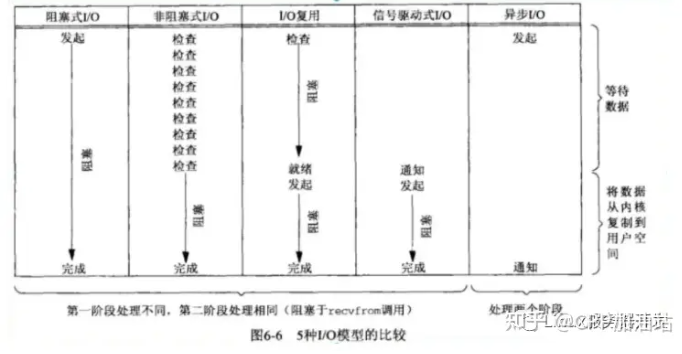 阻塞式I/O 非阻塞式I/O I/O复用 信号驱动式I/O 异步I/O
发起 检查 检查 发起
检查
检查
检查
检查
检查
检查
检查
阻塞
阻塞
等待
数据
就绪 通知
发起 发起
阻塞
阻塞
阻塞
将数据
从内核
复制到
用户空
间
完成 完成 完成 完成 通知
第一阶段处理不同，第二阶段处理相同（阻塞于recvfrom调用）
处理两个阶段
图6-6 5种I/O模型的比较
知乎
加油站